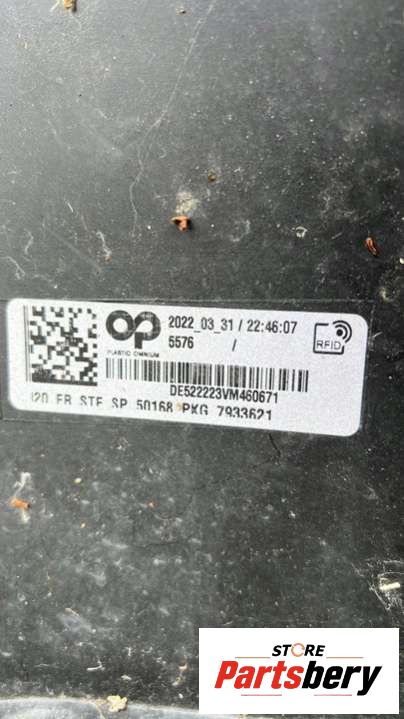 op 2022_03_31 / 22:46:07
5576 /
PLASTIC OMNIUM
RFID
DE522223VM460671
I20 FR STF SP 50168 PKG 7933621
STORE
Partsbery